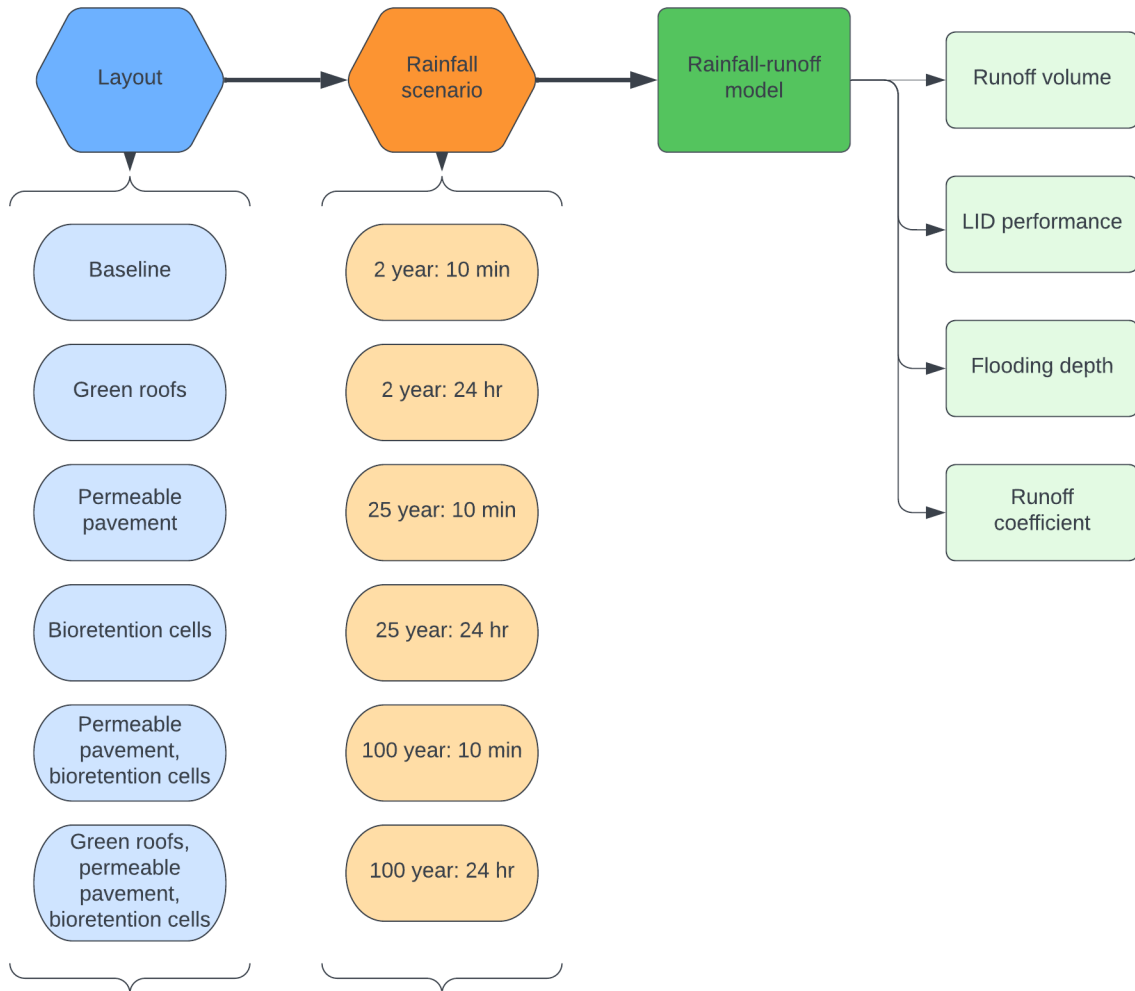 Layout
Rainfall
scenario
Rainfall-runoff
model
Runoff volume
LID performance
Flooding depth
Runoff
coefficient
Baseline
Green roofs
Permeable
pavement
Bioretention cells
Permeable
pavement,
bioretention cells
Green roofs,
permeable
pavement,
bioretention cells
2 year: 10 min
2 year: 24 hr
25 year: 10 min
25 year: 24 hr
100 year: 10 min
100 year: 24 hr